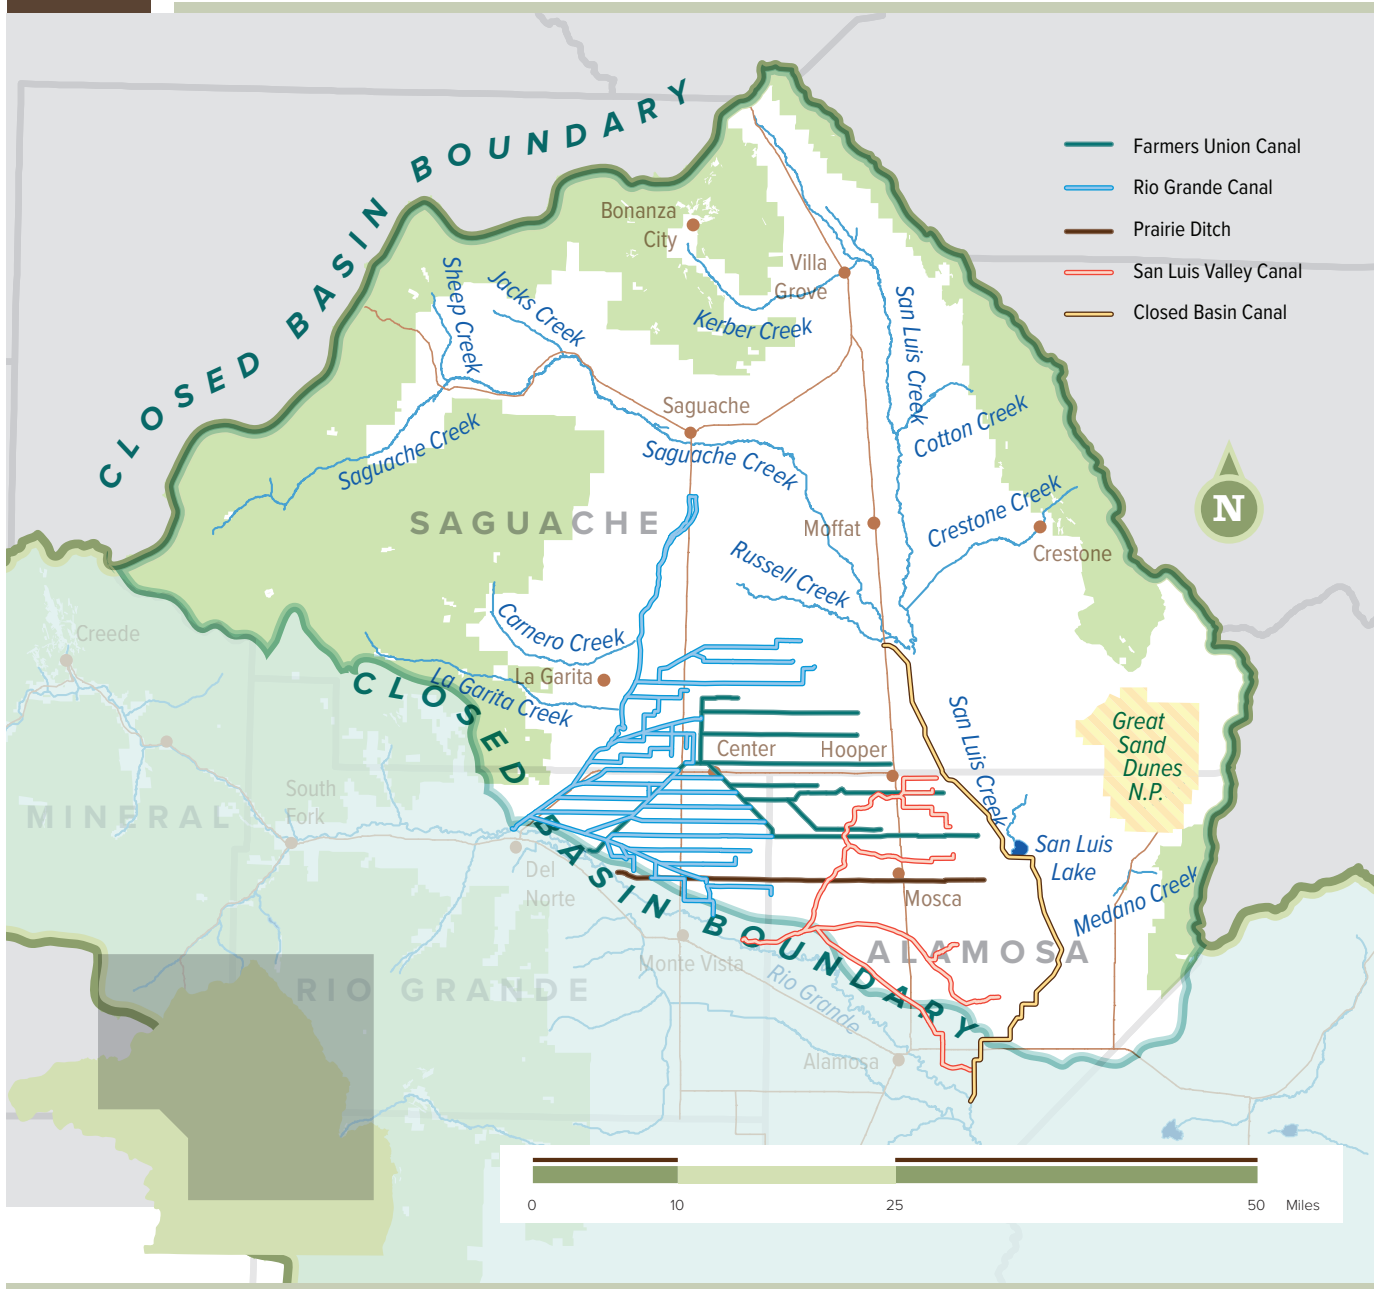 CLOSED BASIN BOUNDARY
Farmers Union Canal
Rio Grande Canal
Prairie Ditch
San Luis Valley Canal
Closed Basin Canal
Bonanza
City
Villa
Grove
Sheep Creek
Jacks Creek
Kerber Creek
San Luis Creek
Saguache
Cotton Creek
Saguache Creek
Saguache Creek
N
SAGUACHE
Moffat
Crestone Creek
Crestone
Russell Creek
Carnero Creek
Creede
La Garita
La Garita Creek
CLOSED BASIN BOUNDARY
San Luis Creek
Great
Sand
Dunes
N.P.
Center
Hooper
MINERAL
South
Fork
San Luis
Lake
Del
Norte
Mosca
Medano Creek
ALAMOSA
Monte Vista
Rio Grande
RIO GRANDE
Alamosa
0
10
25
50
Miles